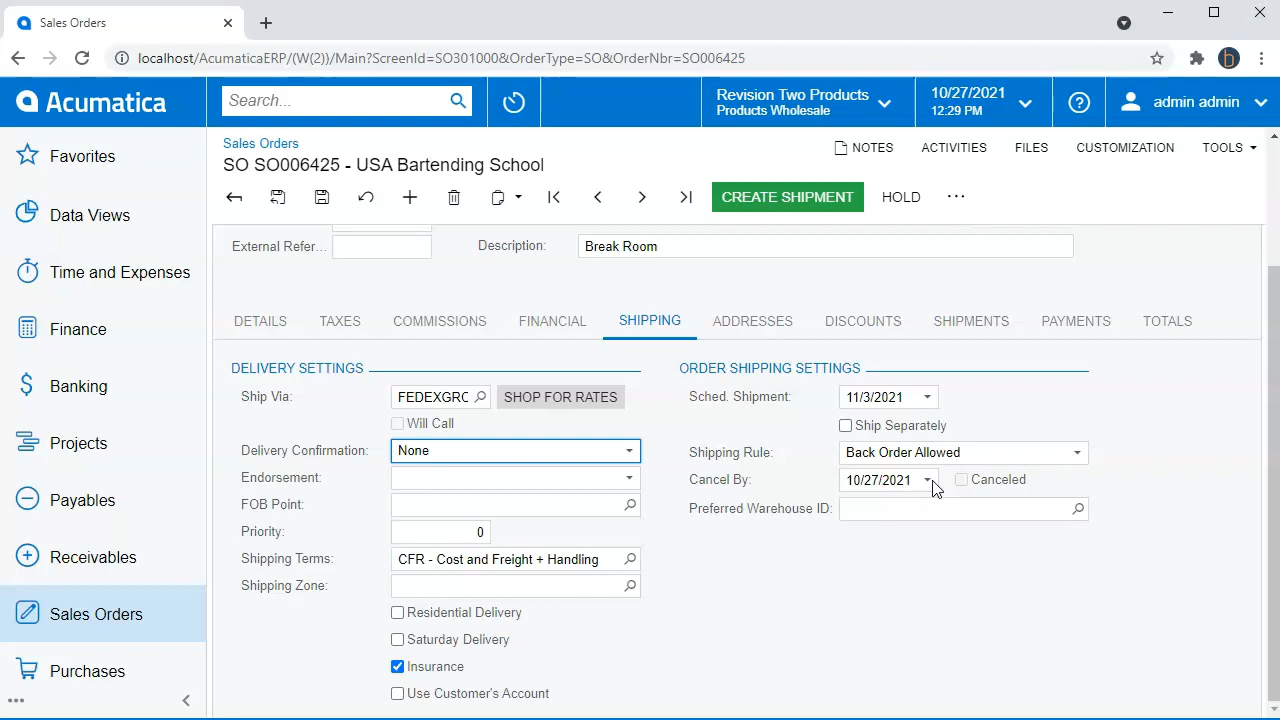 Sales Orders
localhost/AcumaticaERP/(W(2))/Main?ScreenId=SO301000&OrderType=SO&OrderNbr=SO006425
b
Acumatica
Search...
Revision Two Products
Products Wholesale
10/27/2021
12:29 PM
admin admin
Favorites
Data Views
Time and Expenses
Finance
Banking
Projects
Payables
Receivables
Sales Orders
Purchases
Sales Orders
SO SO006425 - USA Bartending School
NOTES ACTIVITIES FILES CUSTOMIZATION TOOLS
CREATE SHIPMENT HOLD
External Refer...
Description: Break Room
DETAILS TAXES COMMISSIONS FINANCIAL SHIPPING ADDRESSES DISCOUNTS SHIPMENTS PAYMENTS TOTALS
DELIVERY SETTINGS
Ship Via: FEDEXGRO SHOP FOR RATES
Will Call
Delivery Confirmation: None
Endorsement:
FOB Point:
Priority: 0
Shipping Terms: CFR - Cost and Freight + Handling
Shipping Zone:
Residential Delivery
Saturday Delivery
Insurance
Use Customer's Account
ORDER SHIPPING SETTINGS
Sched. Shipment: 11/3/2021
Ship Separately
Shipping Rule: Back Order Allowed
Cancel By: 10/27/2021 Canceled
Preferred Warehouse ID: